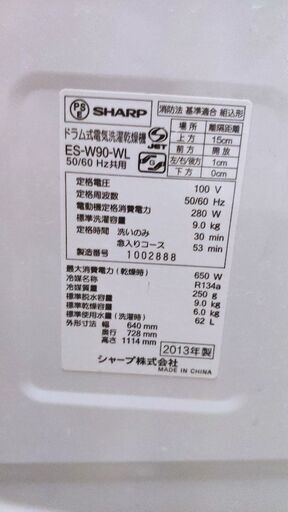 PS E SHARP
ドラム式電気洗濯乾燥機
ES-W90-WL
50/60 Hz共用
JET
消防法 基準適合 組込形
場所 離隔距離
上方 15cm
前方 開放
左/右/後方 1cm
下方 0cm
定格電圧 100 V
定格周波数 50/60 Hz
電動機定格消費電力 280 W
標準洗濯容量 9.0 kg
定格時間 洗いのみ 30 min
念入りコース 53 min
製造番号 1002888
最大消費電力(乾燥時) 650 W
冷媒名称 R134a
冷媒質量 250 g
標準脱水容量 9.0 kg
標準乾燥容量 6.0 kg
標準使用水量(洗濯時) 62 L
外形寸法 幅 640 mm
奥行 728 mm
高さ 1114 mm
2013年製
シャープ株式会社
MADE IN CHINA